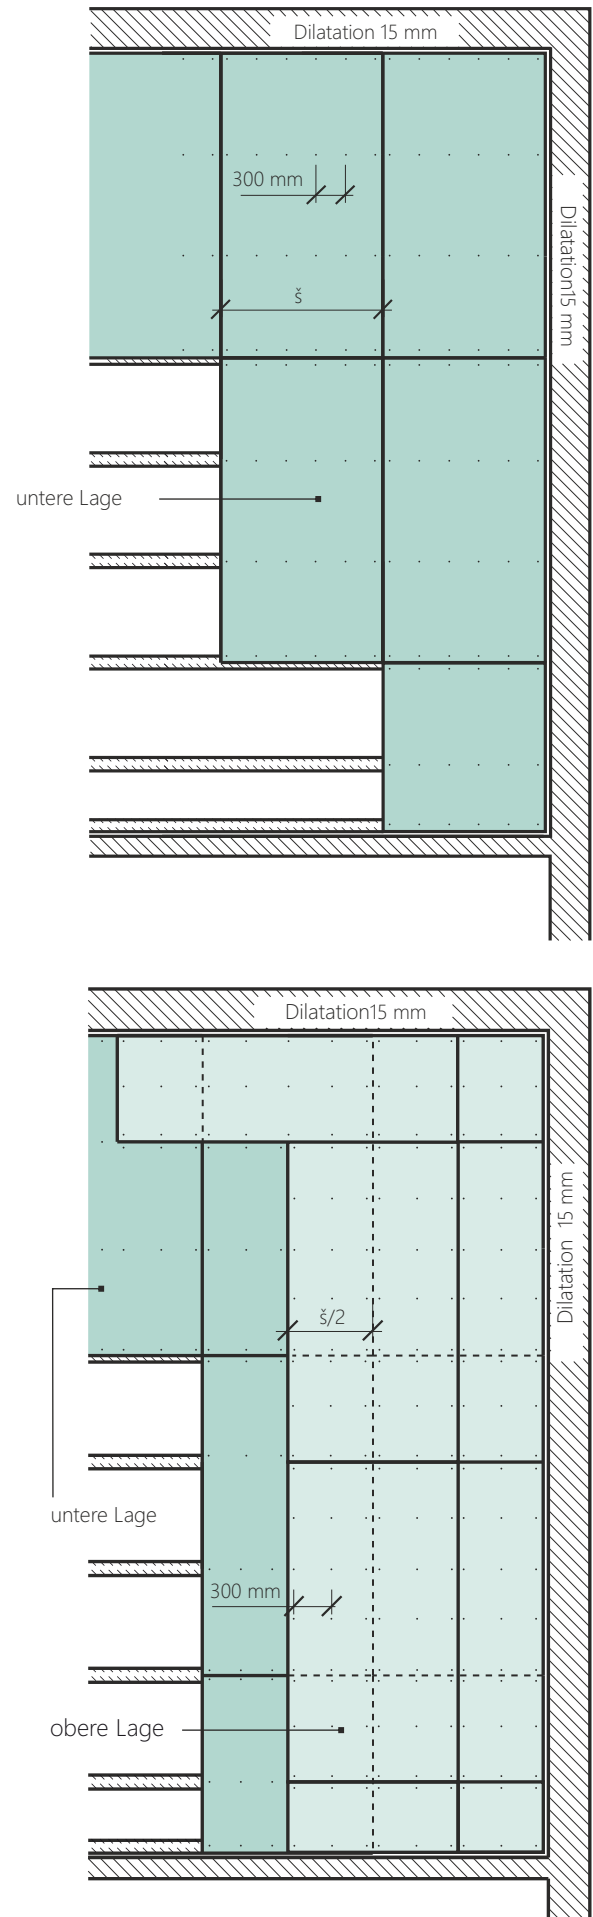 Dilatation 15 mm
Dilatation15 mm
300 mm
š
untere Lage
Dilatation15 mm
Dilatation 15 mm
š/2
untere Lage
300 mm
obere Lage